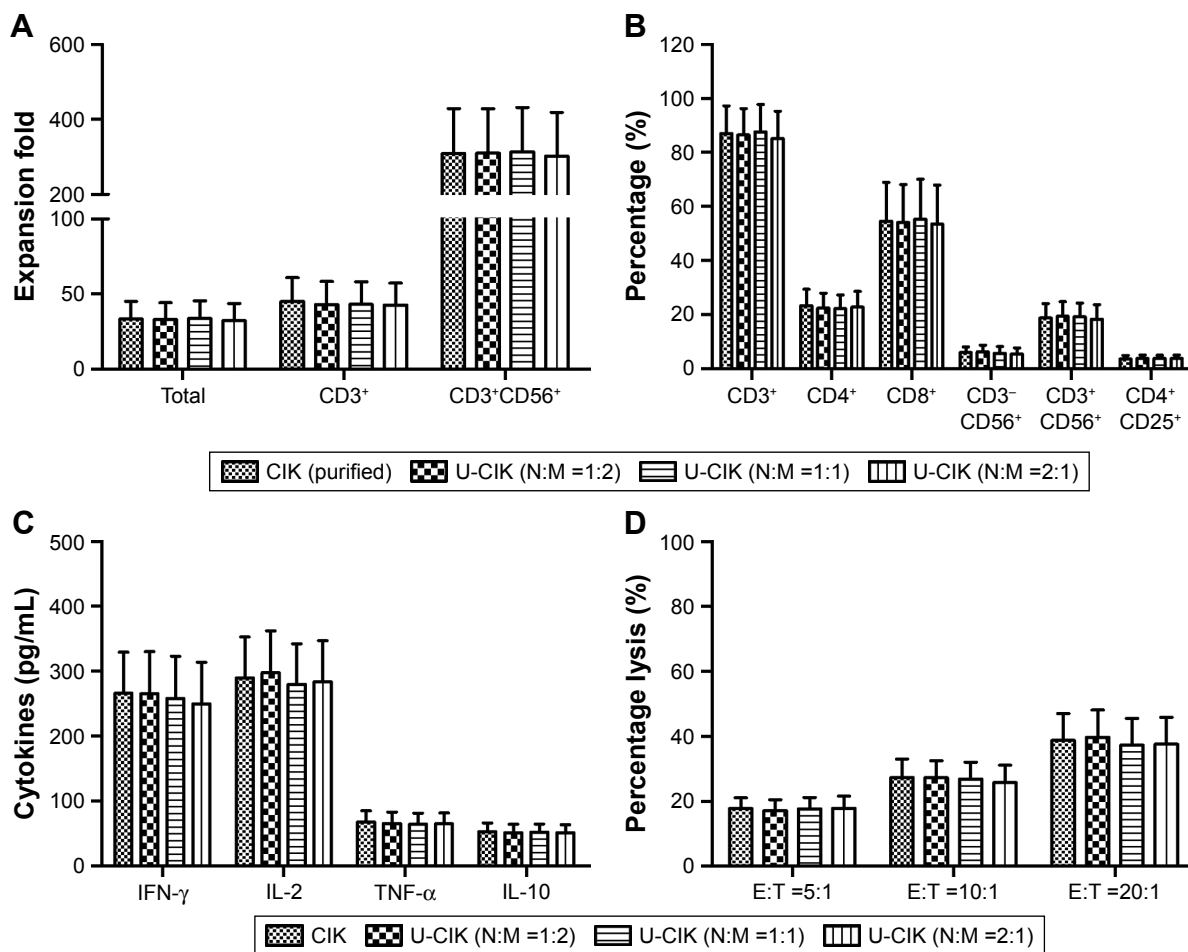 A
Expansion fold
600
400
200
100
50
0
Total
CD3⁺
CD3⁺CD56⁺
B
Percentage (%)
120
100
80
60
40
20
0
CD3⁺
CD4⁺
CD8⁺
CD3⁻
CD56⁺
CD3⁺
CD56⁺
CD4⁺
CD25⁺
CIK (purified)
U-CIK (N:M =1:2)
U-CIK (N:M =1:1)
U-CIK (N:M =2:1)
C
Cytokines (pg/mL)
500
400
300
200
100
0
IFN-γ
IL-2
TNF-α
IL-10
D
Percentage lysis (%)
100
80
60
40
20
0
E:T =5:1
E:T =10:1
E:T =20:1
CIK
U-CIK (N:M =1:2)
U-CIK (N:M =1:1)
U-CIK (N:M =2:1)